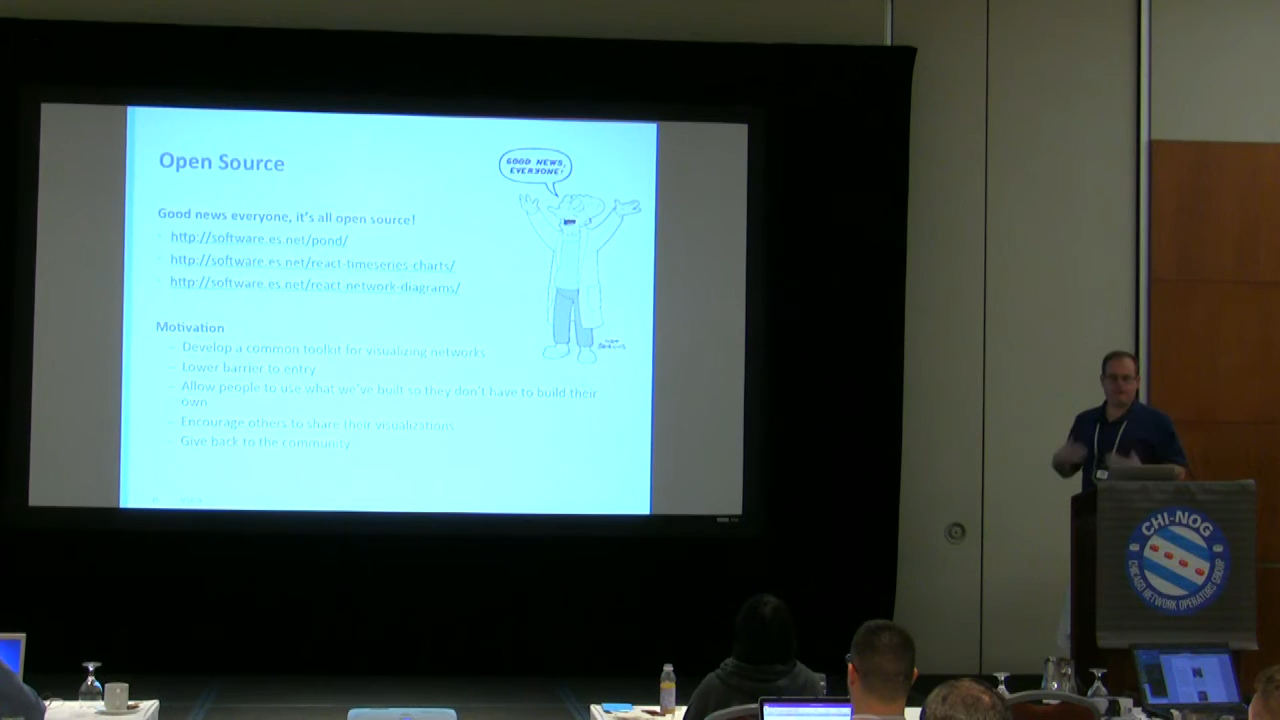 Open Source
GOOD NEWS,
EVERYONE!
Good news everyone, it's all open source!
http://software.es.net/pond/
http://software.es.net/react-timeseries-charts/
http://software.es.net/react-network-diagrams/
Motivation
– Develop a common toolkit for visualizing networks
– Lower barrier to entry
– Allow people to use what we've built so they don't have to build their
own
– Encourage others to share their visualizations
– Give back to the community
CHI-NOG
CHICAGO NETWORK OPERATORS GROUP